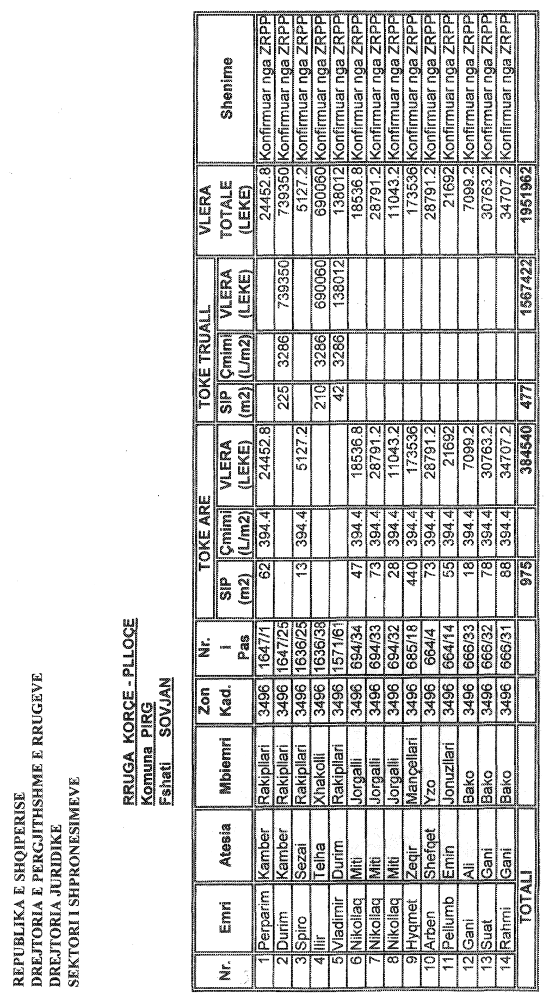 REPUBLIKA E SHQIPERISE
DREJTORIA E PERGJITHSHME E RRUGEVE
DREJTORIA JURIDIKE
SEKTORI I SHPRONESIMEVE
RRUGA KORÇE - PLLOÇE
Komuna PIRG
Fshati SOVJAN
Nr. Emri Atesia Mbiemri Zon Kad. Nr. i Pas TOKE ARE TOKE TRUALL VLERA TOTALE (LEKE) Shenime
SIP (m2) Çmimi (L/m2) VLERA (LEKE) SIP (m2) Çmimi (L/m2) VLERA (LEKE)
1 Perparim Kamber Rakipllari 3496 1647/1 62 394.4 24452.8 24452.8 Konfirmuar nga ZRPP
2 Durim Kamber Rakipllari 3496 1647/25 225 3286 739350 739350 Konfirmuar nga ZRPP
3 Spiro Sezai Rakipllari 3496 1636/25 13 394.4 5127.2 5127.2 Konfirmuar nga ZRPP
4 Ilir Telha Xhakolli 3496 1636/38 210 3286 690060 690060 Konfirmuar nga ZRPP
5 Vladimir Durim Rakipllari 3496 1571/61 42 3286 138012 138012 Konfirmuar nga ZRPP
6 Nikollaq Miti Jorgalli 3496 694/34 47 394.4 18536.8 18536.8 Konfirmuar nga ZRPP
7 Nikollaq Miti Jorgalli 3496 694/33 73 394.4 28791.2 28791.2 Konfirmuar nga ZRPP
8 Nikollaq Miti Jorgalli 3496 694/32 28 394.4 11043.2 11043.2 Konfirmuar nga ZRPP
9 Hyqmet Zeqir Mançellari 3496 685/18 440 394.4 173536 173536 Konfirmuar nga ZRPP
10 Arben Shefqet Yzo 3496 664/4 73 394.4 28791.2 28791.2 Konfirmuar nga ZRPP
11 Pellumb Emin Jonuzllari 3496 664/14 55 394.4 21692 21692 Konfirmuar nga ZRPP
12 Gani Ali Bako 3496 666/33 18 394.4 7099.2 7099.2 Konfirmuar nga ZRPP
13 Suat Gani Bako 3496 666/32 78 394.4 30763.2 30763.2 Konfirmuar nga ZRPP
14 Rahmi Gani Bako 3496 666/31 88 394.4 34707.2 34707.2 Konfirmuar nga ZRPP
TOTALI 975 384540 477 1567422 1951962